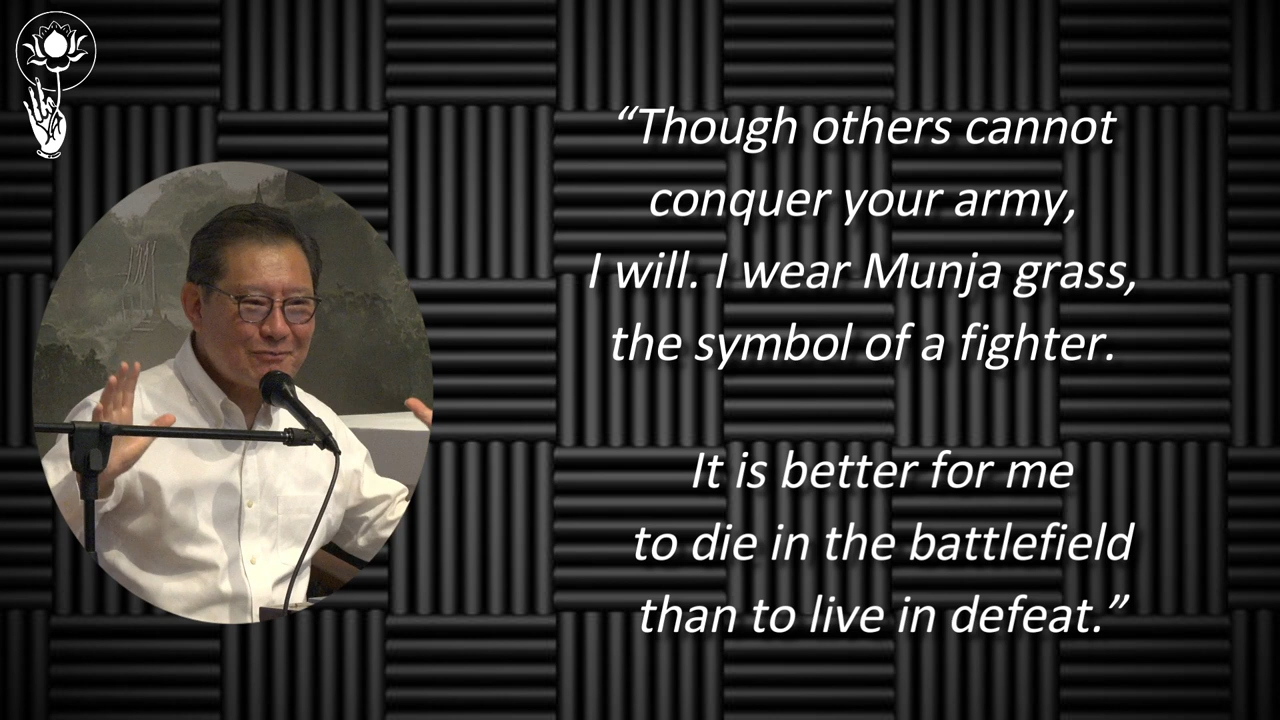 “Though others cannot
conquer your army,
I will. I wear Munja grass,
the symbol of a fighter.
It is better for me
to die in the battlefield
than to live in defeat.”